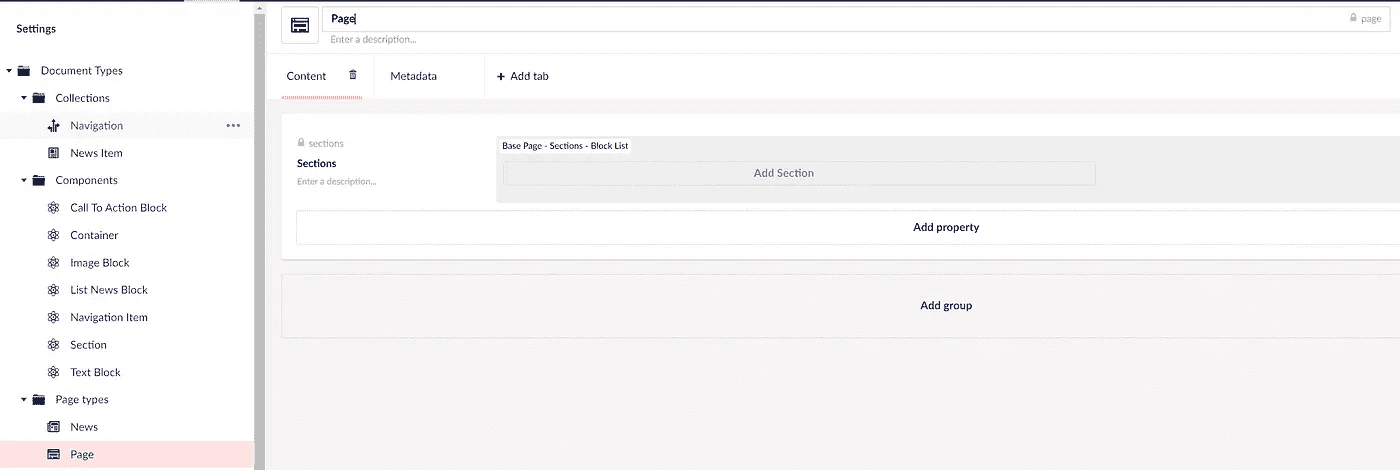 Settings
Document Types
Collections
Navigation
News Item
Components
Call To Action Block
Container
Image Block
List News Block
Navigation Item
Section
Text Block
Page types
News
Page
Page
page
Enter a description...
Content
Metadata
+ Add tab
sections
Sections
Enter a description...
Base Page - Sections - Block List
Add Section
Add property
Add group